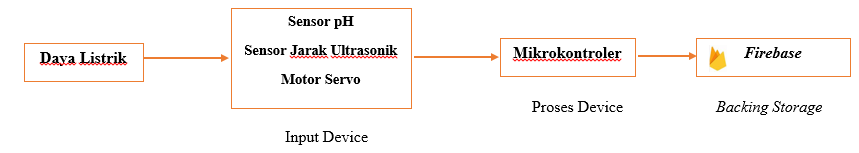 Daya Listrik
Sensor pH
Sensor Jarak Ultrasonik
Motor Servo
Input Device
Mikrokontroler
Proses Device
Firebase
Backing Storage